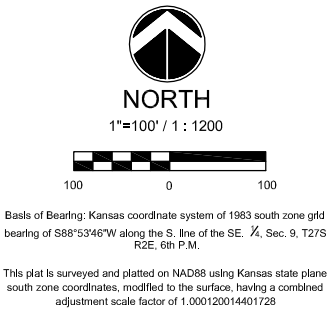 NORTH
1"=100' / 1 : 1200
100 0 100
Basis of Bearing: Kansas coordinate system of 1983 south zone grid
bearing of S88°53'46"W along the S. line of the SE. ¼, Sec. 9, T27S
R2E, 6th P.M.
This plat is surveyed and platted on NAD88 using Kansas state plane
south zone cordinates, modified to the surface, having a combined
adjustment scale factor of 1.000120014401728